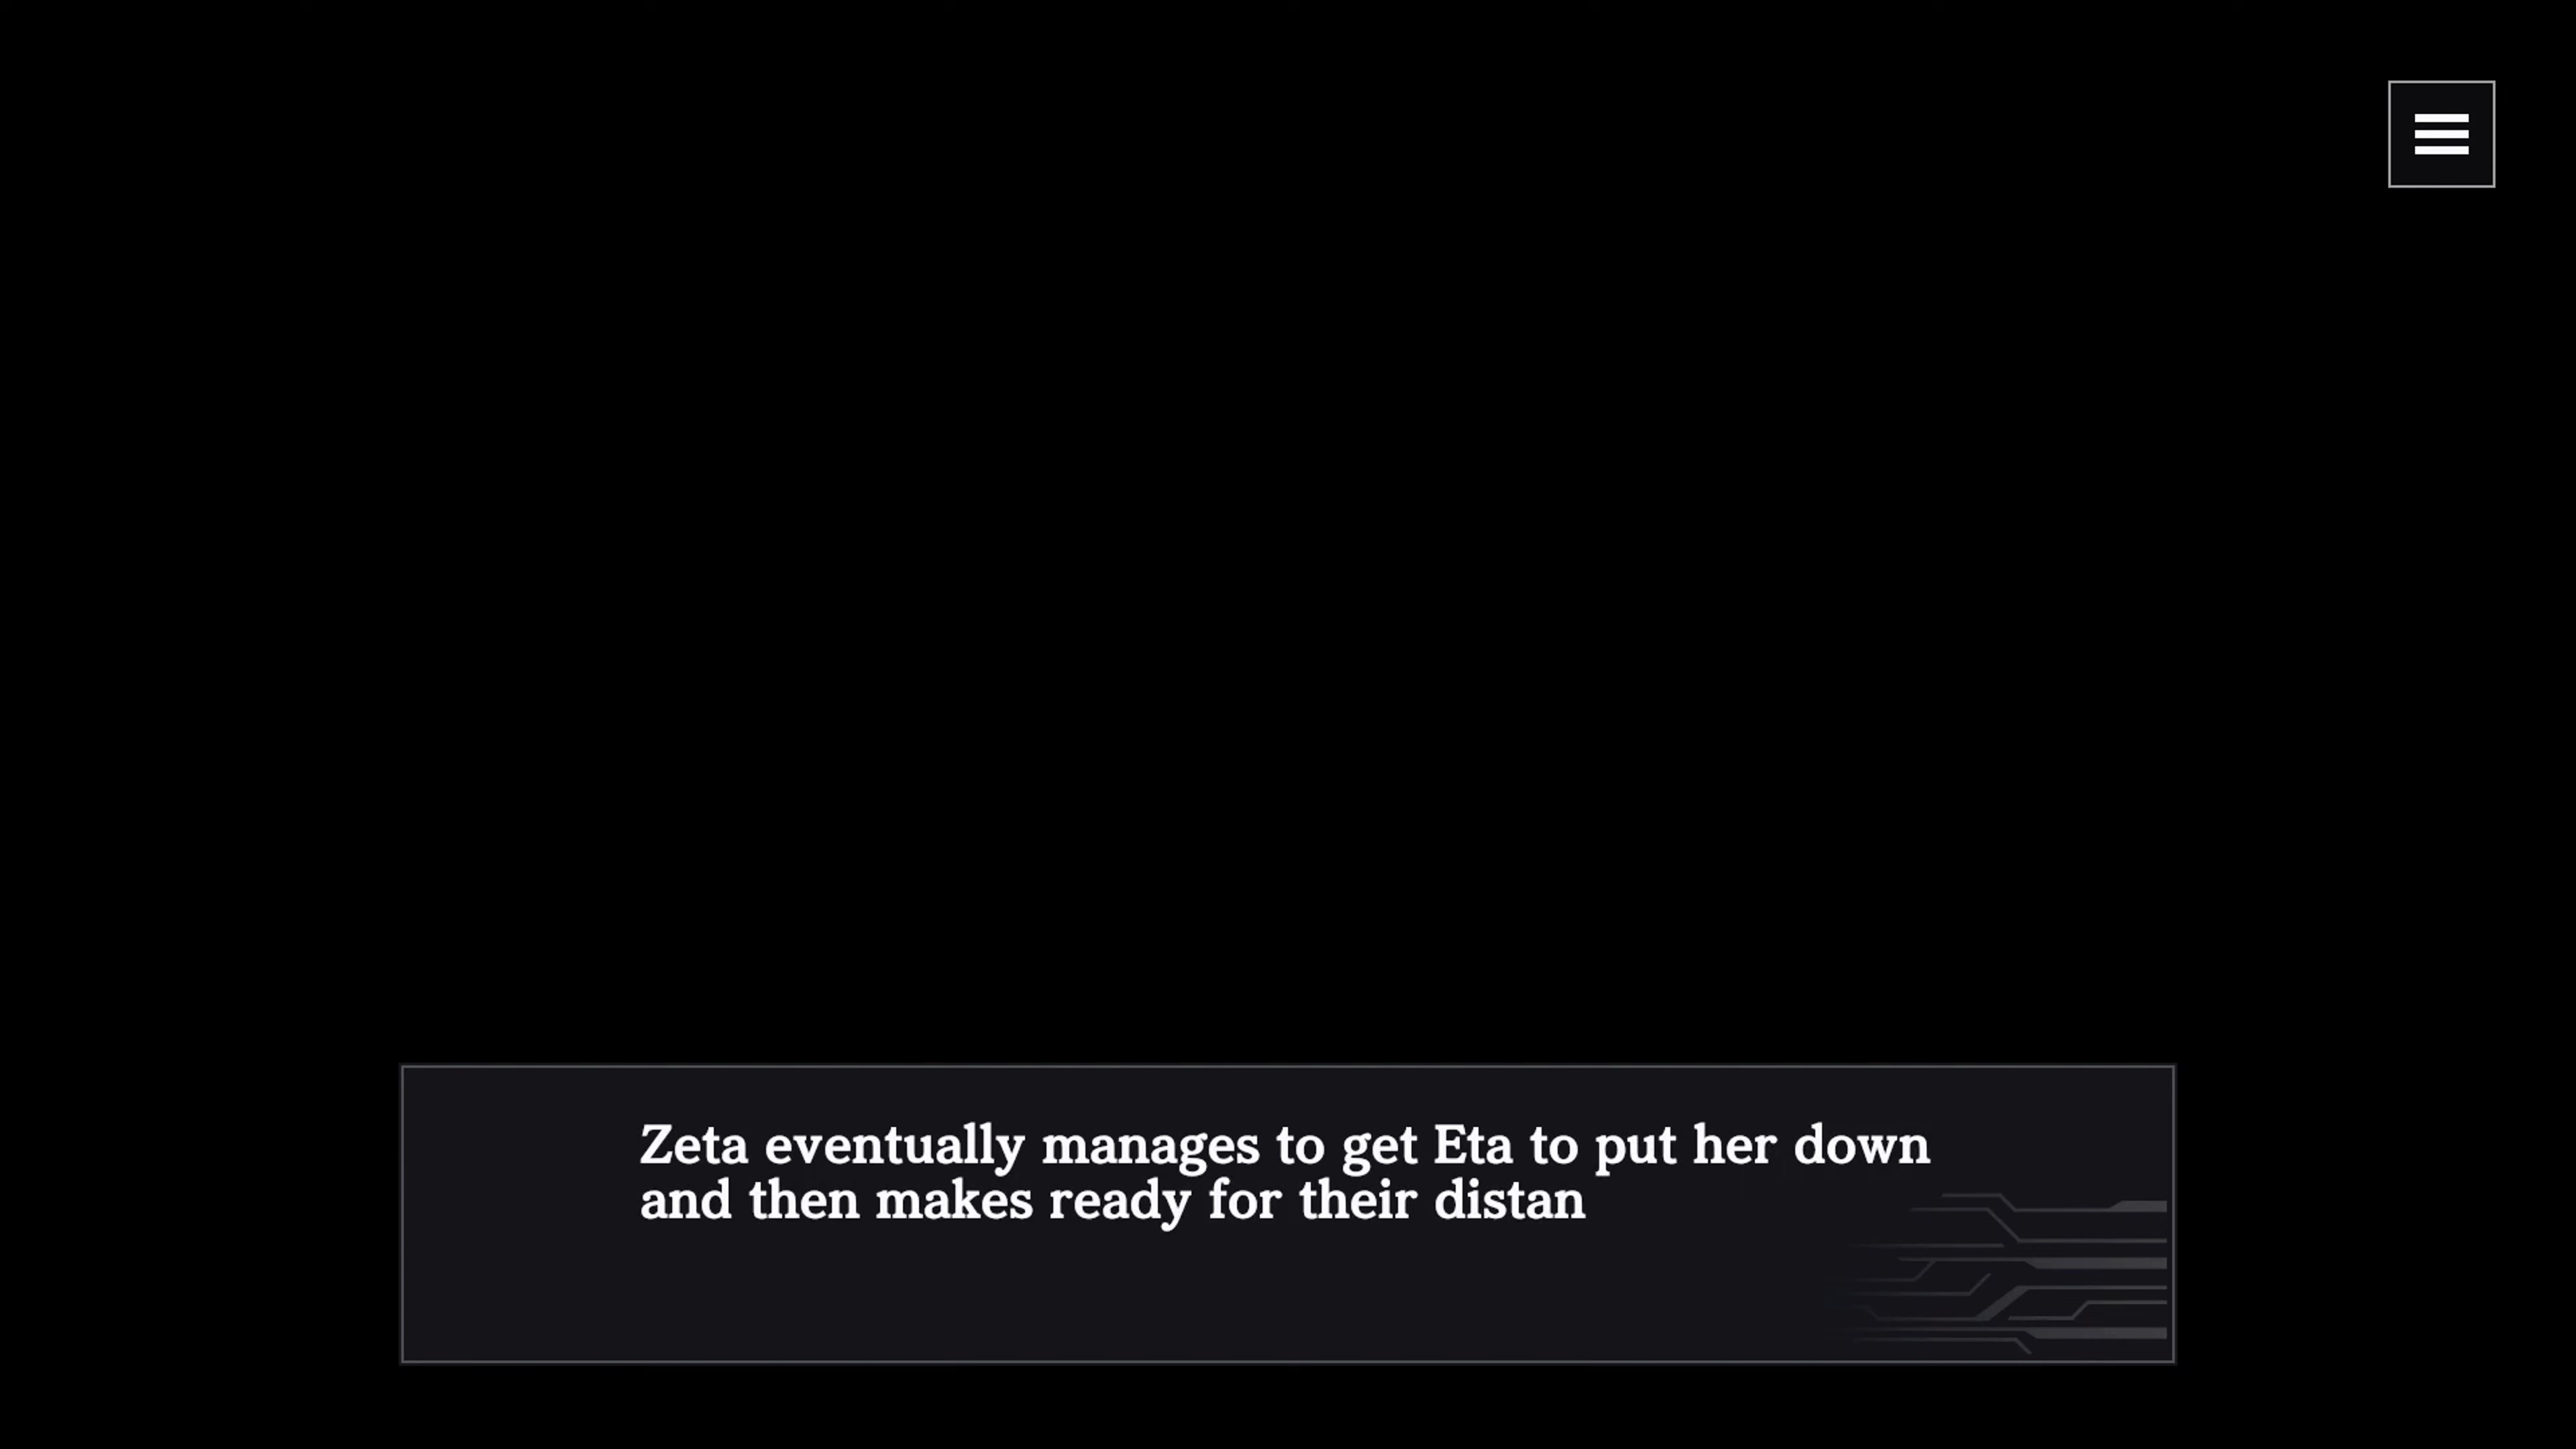 Zeta eventually manages to get Eta to put her down
and then makes ready for their distan